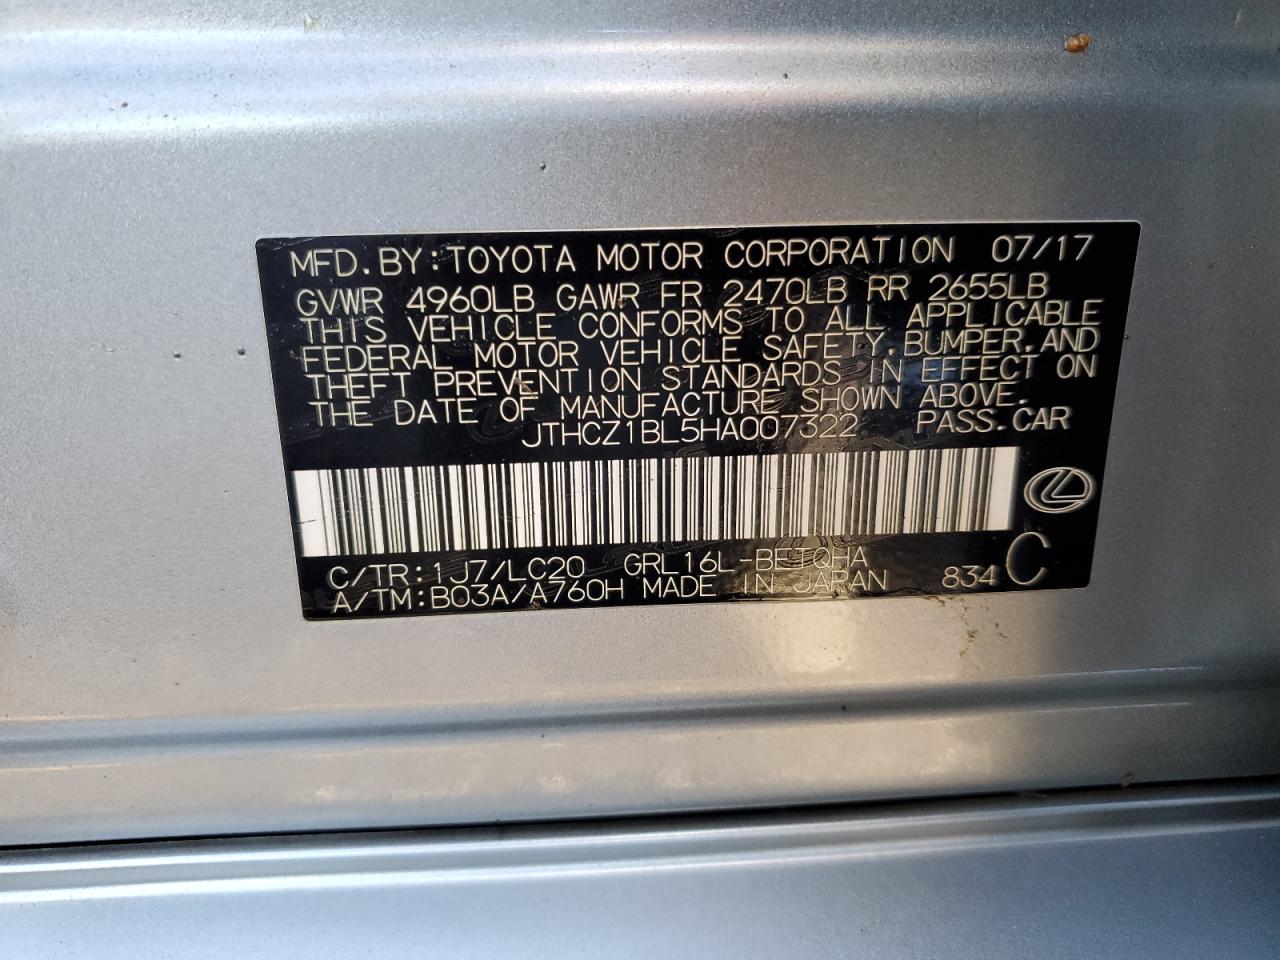 MFD.BY:TOYOTA MOTOR CORPORATION 07/17
GVWR 4960LB GAWR FR 2470LB RR 2655LB
THIS VEHICLE CONFORMS TO ALL APPLICABLE
FEDERAL MOTOR VEHICLE SAFETY,BUMPER,AND
THEFT PREVENTION STANDARDS IN EFFECT ON
THE DATE OF MANUFACTURE SHOWN ABOVE.
JTHCZ1BL5HA007322 PASS.CAR
C/TR:1J7/LC20 GRL16L-BETQHA
A/TM:B03A/A760H MADE IN JAPAN 834 C